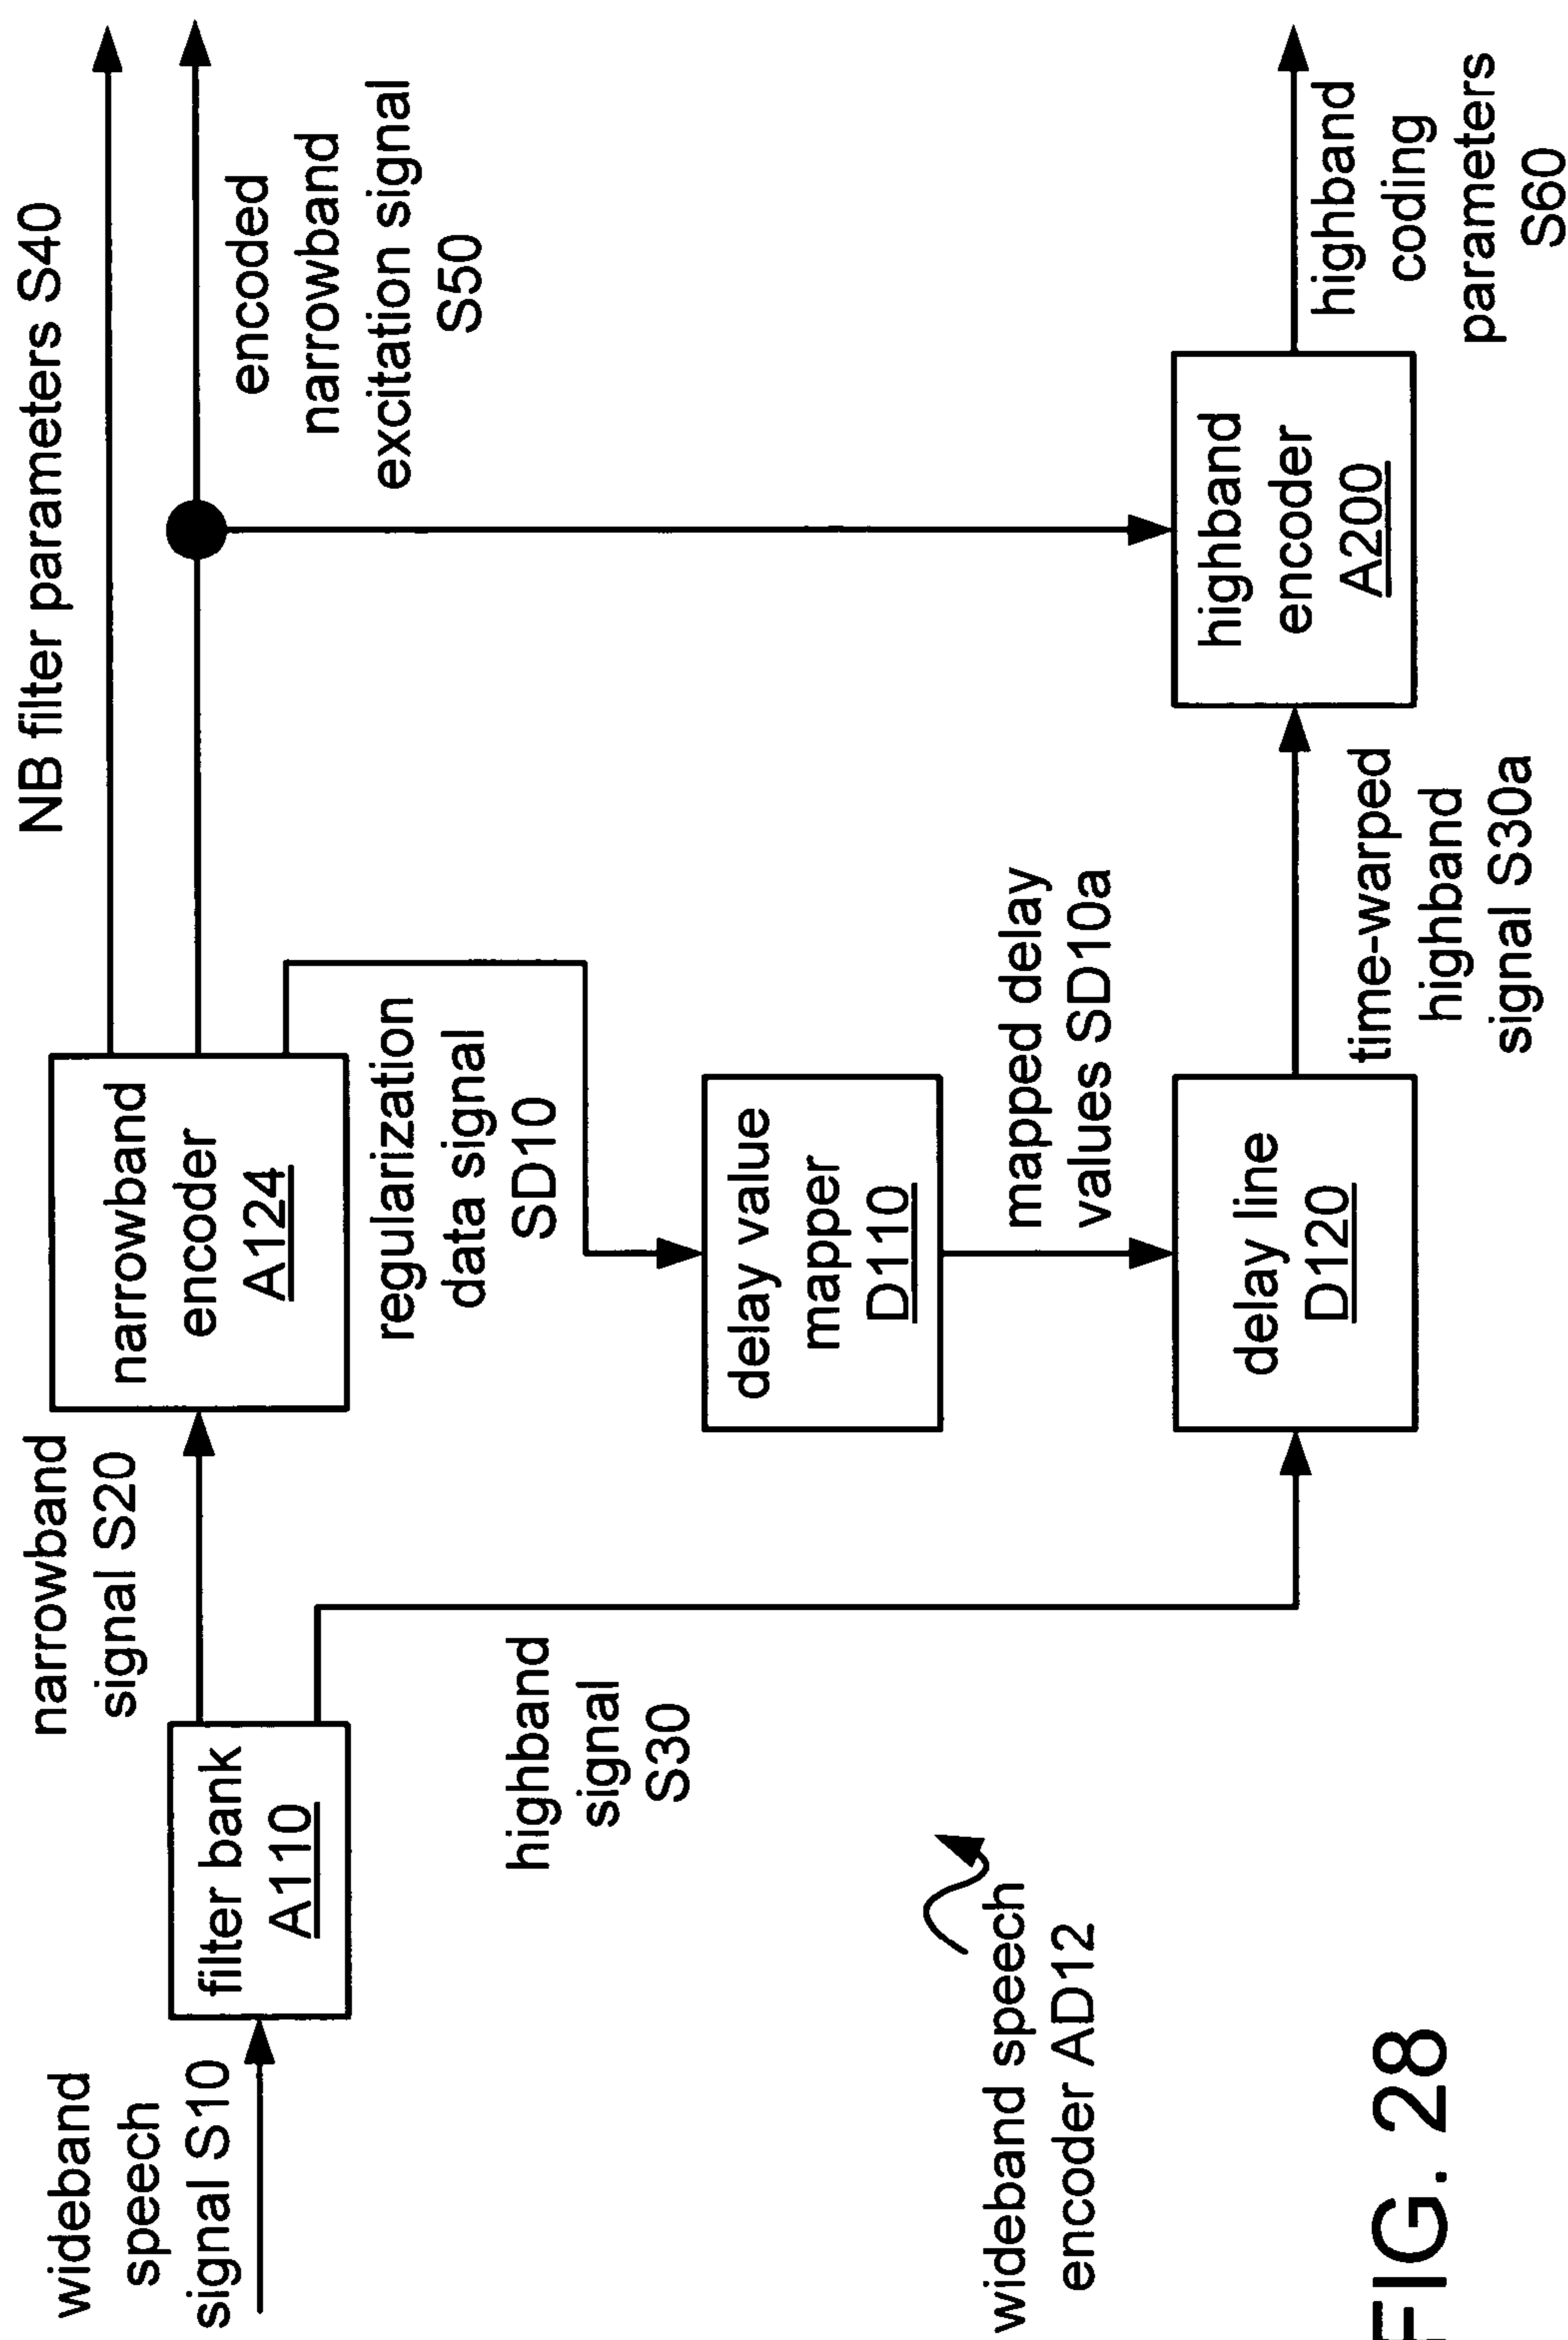 wideband
speech
signal S10
filter bank
A110
narrowband
signal S20
highband
signal
S30
narrowband
encoder
A124
regularization
data signal
SD10
NB filter parameters S40
encoded
narrowband
excitation signal
S50
delay value
mapper
D110
mapped delay
values SD10a
delay line
D120
time-warped
highband
signal S30a
highband
encoder
A200
highband
coding
parameters
S60
wideband speech
encoder AD12
FIG. 28